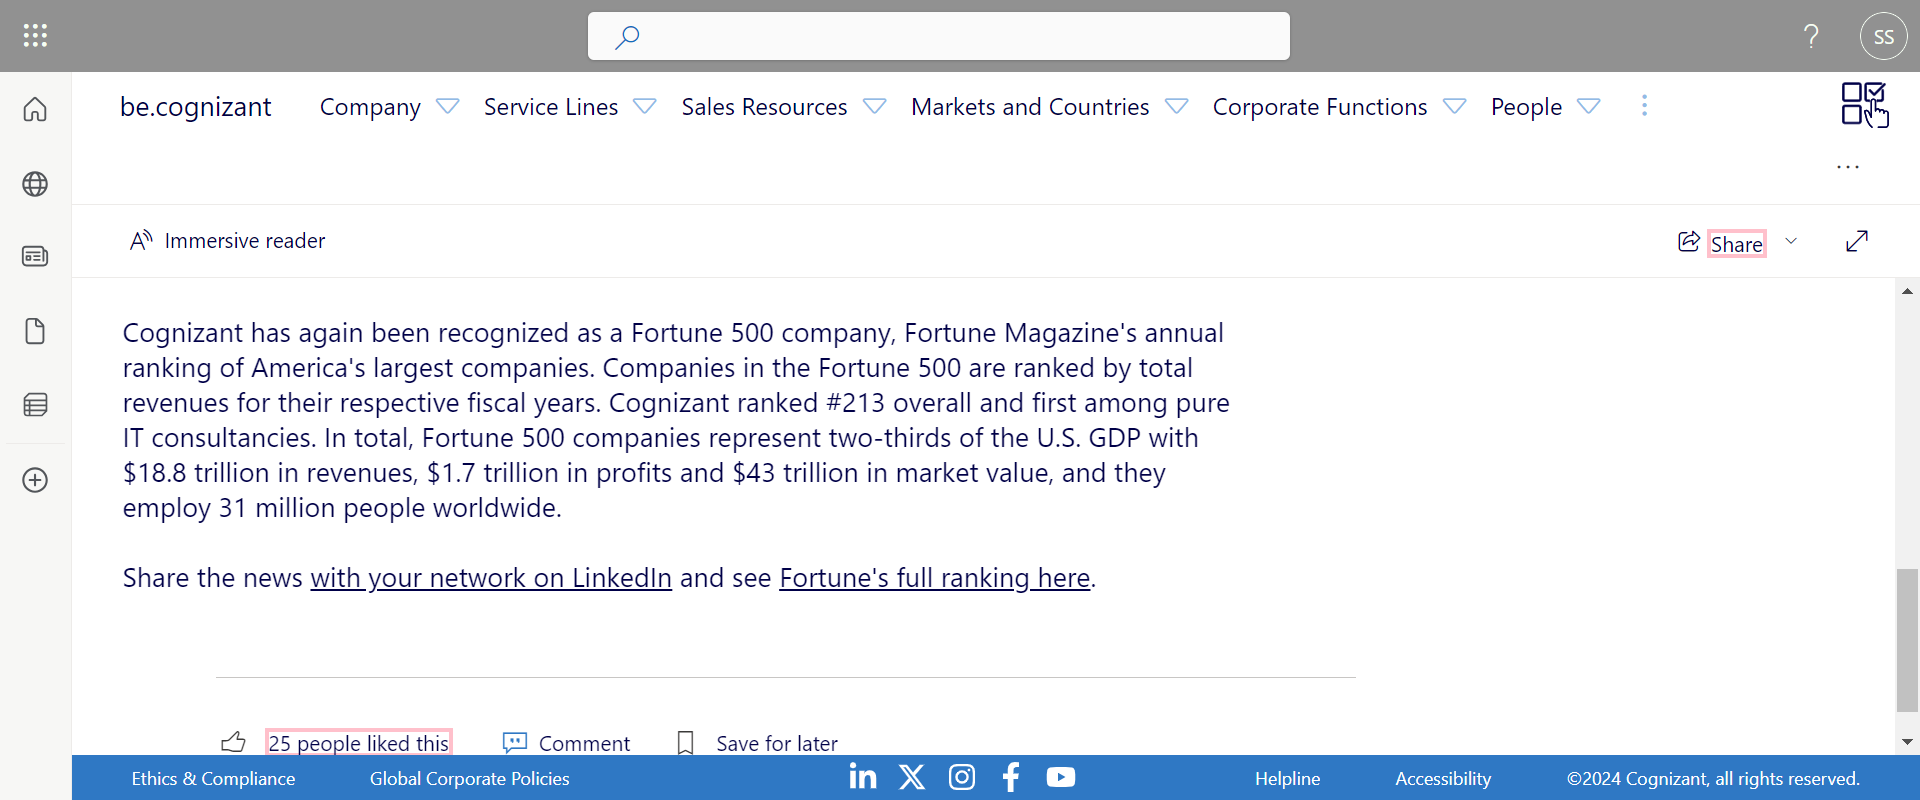 SS
be.cognizant
Company
Service Lines
Sales Resources
Markets and Countries
Corporate Functions
People
Immersive reader
Share
Cognizant has again been recognized as a Fortune 500 company, Fortune Magazine's annual
ranking of America's largest companies. Companies in the Fortune 500 are ranked by total
revenues for their respective fiscal years. Cognizant ranked #213 overall and first among pure
IT consultancies. In total, Fortune 500 companies represent two-thirds of the U.S. GDP with
$18.8 trillion in revenues, $1.7 trillion in profits and $43 trillion in market value, and they
employ 31 million people worldwide.
Share the news with your network on LinkedIn and see Fortune's full ranking here.
25 people liked this
Comment
Save for later
Ethics & Compliance
Global Corporate Policies
Helpline
Accessibility
©2024 Cognizant, all rights reserved.